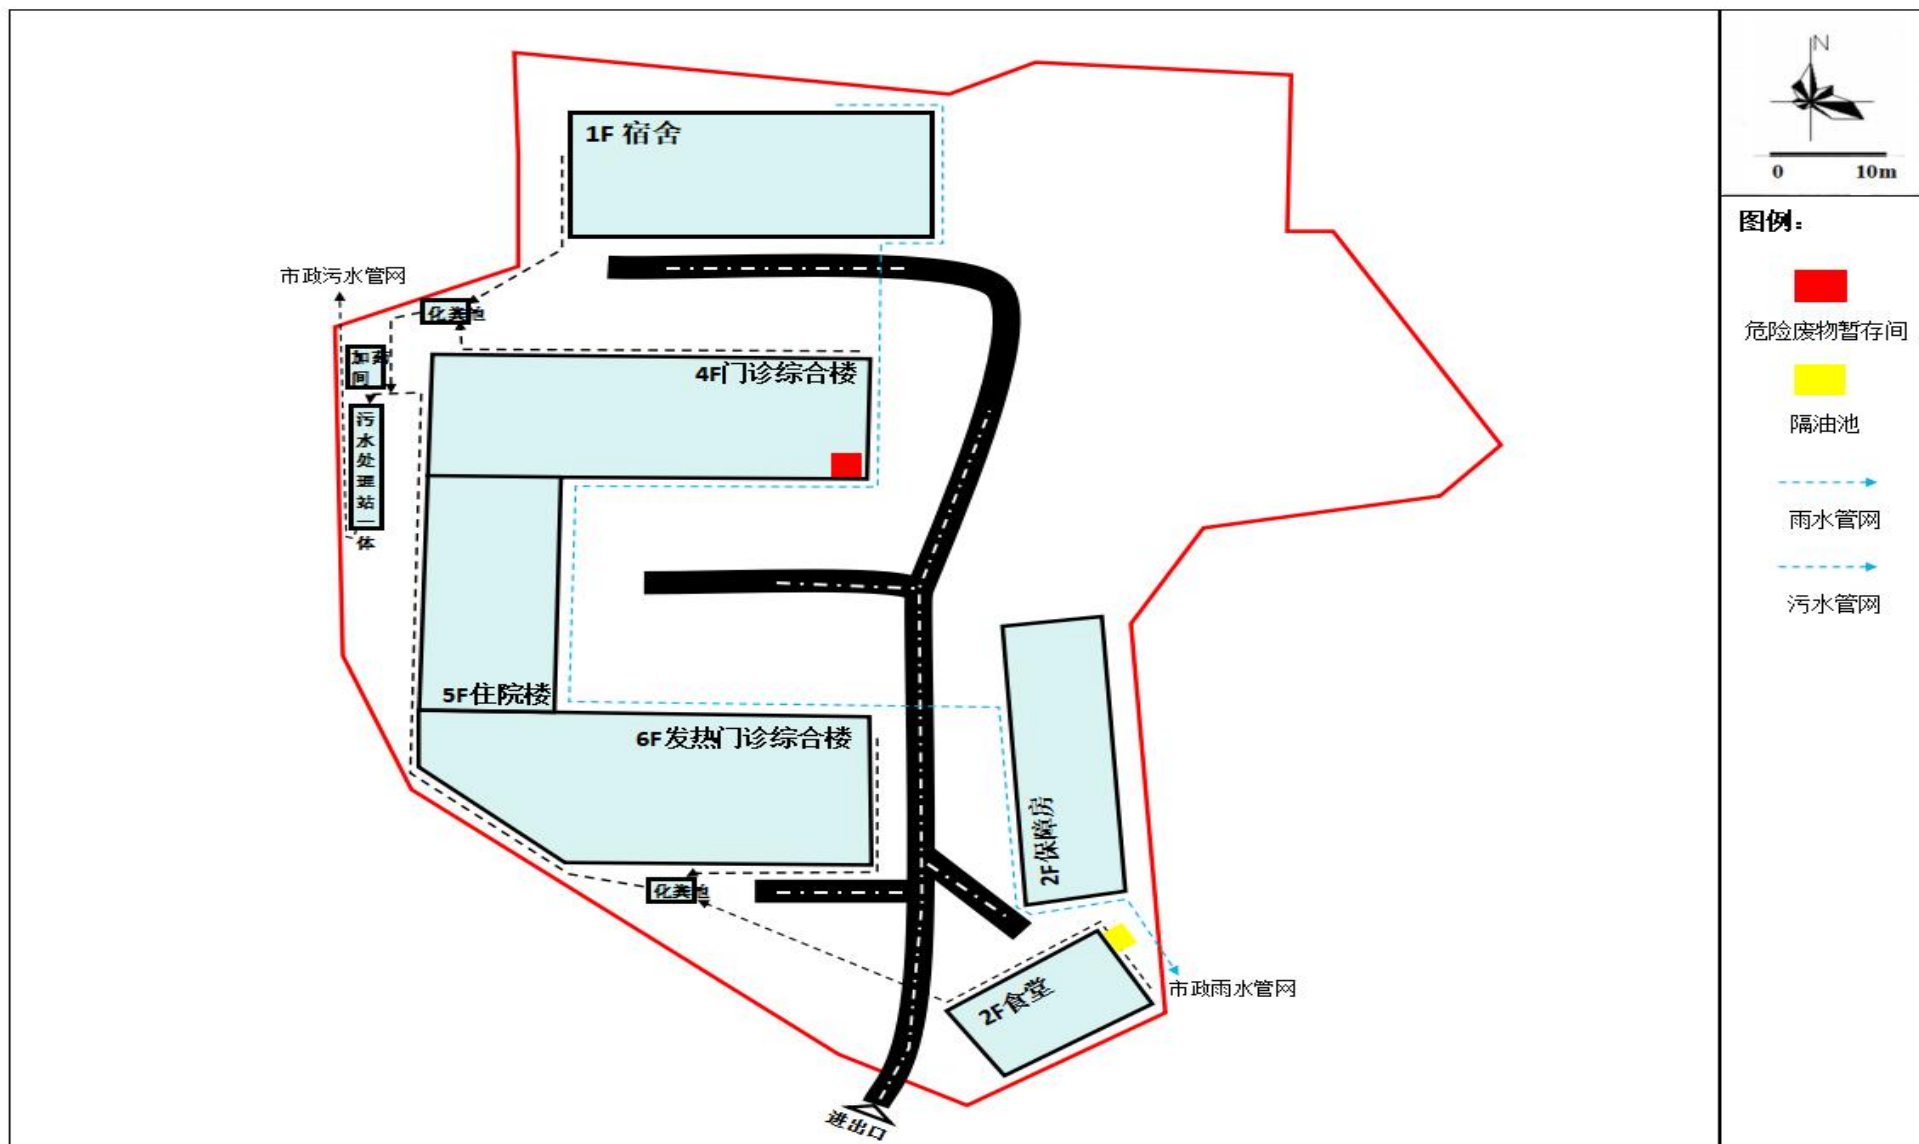 N
0 10m
图例：
危险废物暂存间
隔油池
雨水管网
污水管网
1F 宿舍
市政污水管网
化粪池
加药
间
4F门诊综合楼
污
水
处
理
站
一
体
5F住院楼
6F发热门诊综合楼
2F保障房
化粪池
2F食堂
市政雨水管网
进出口